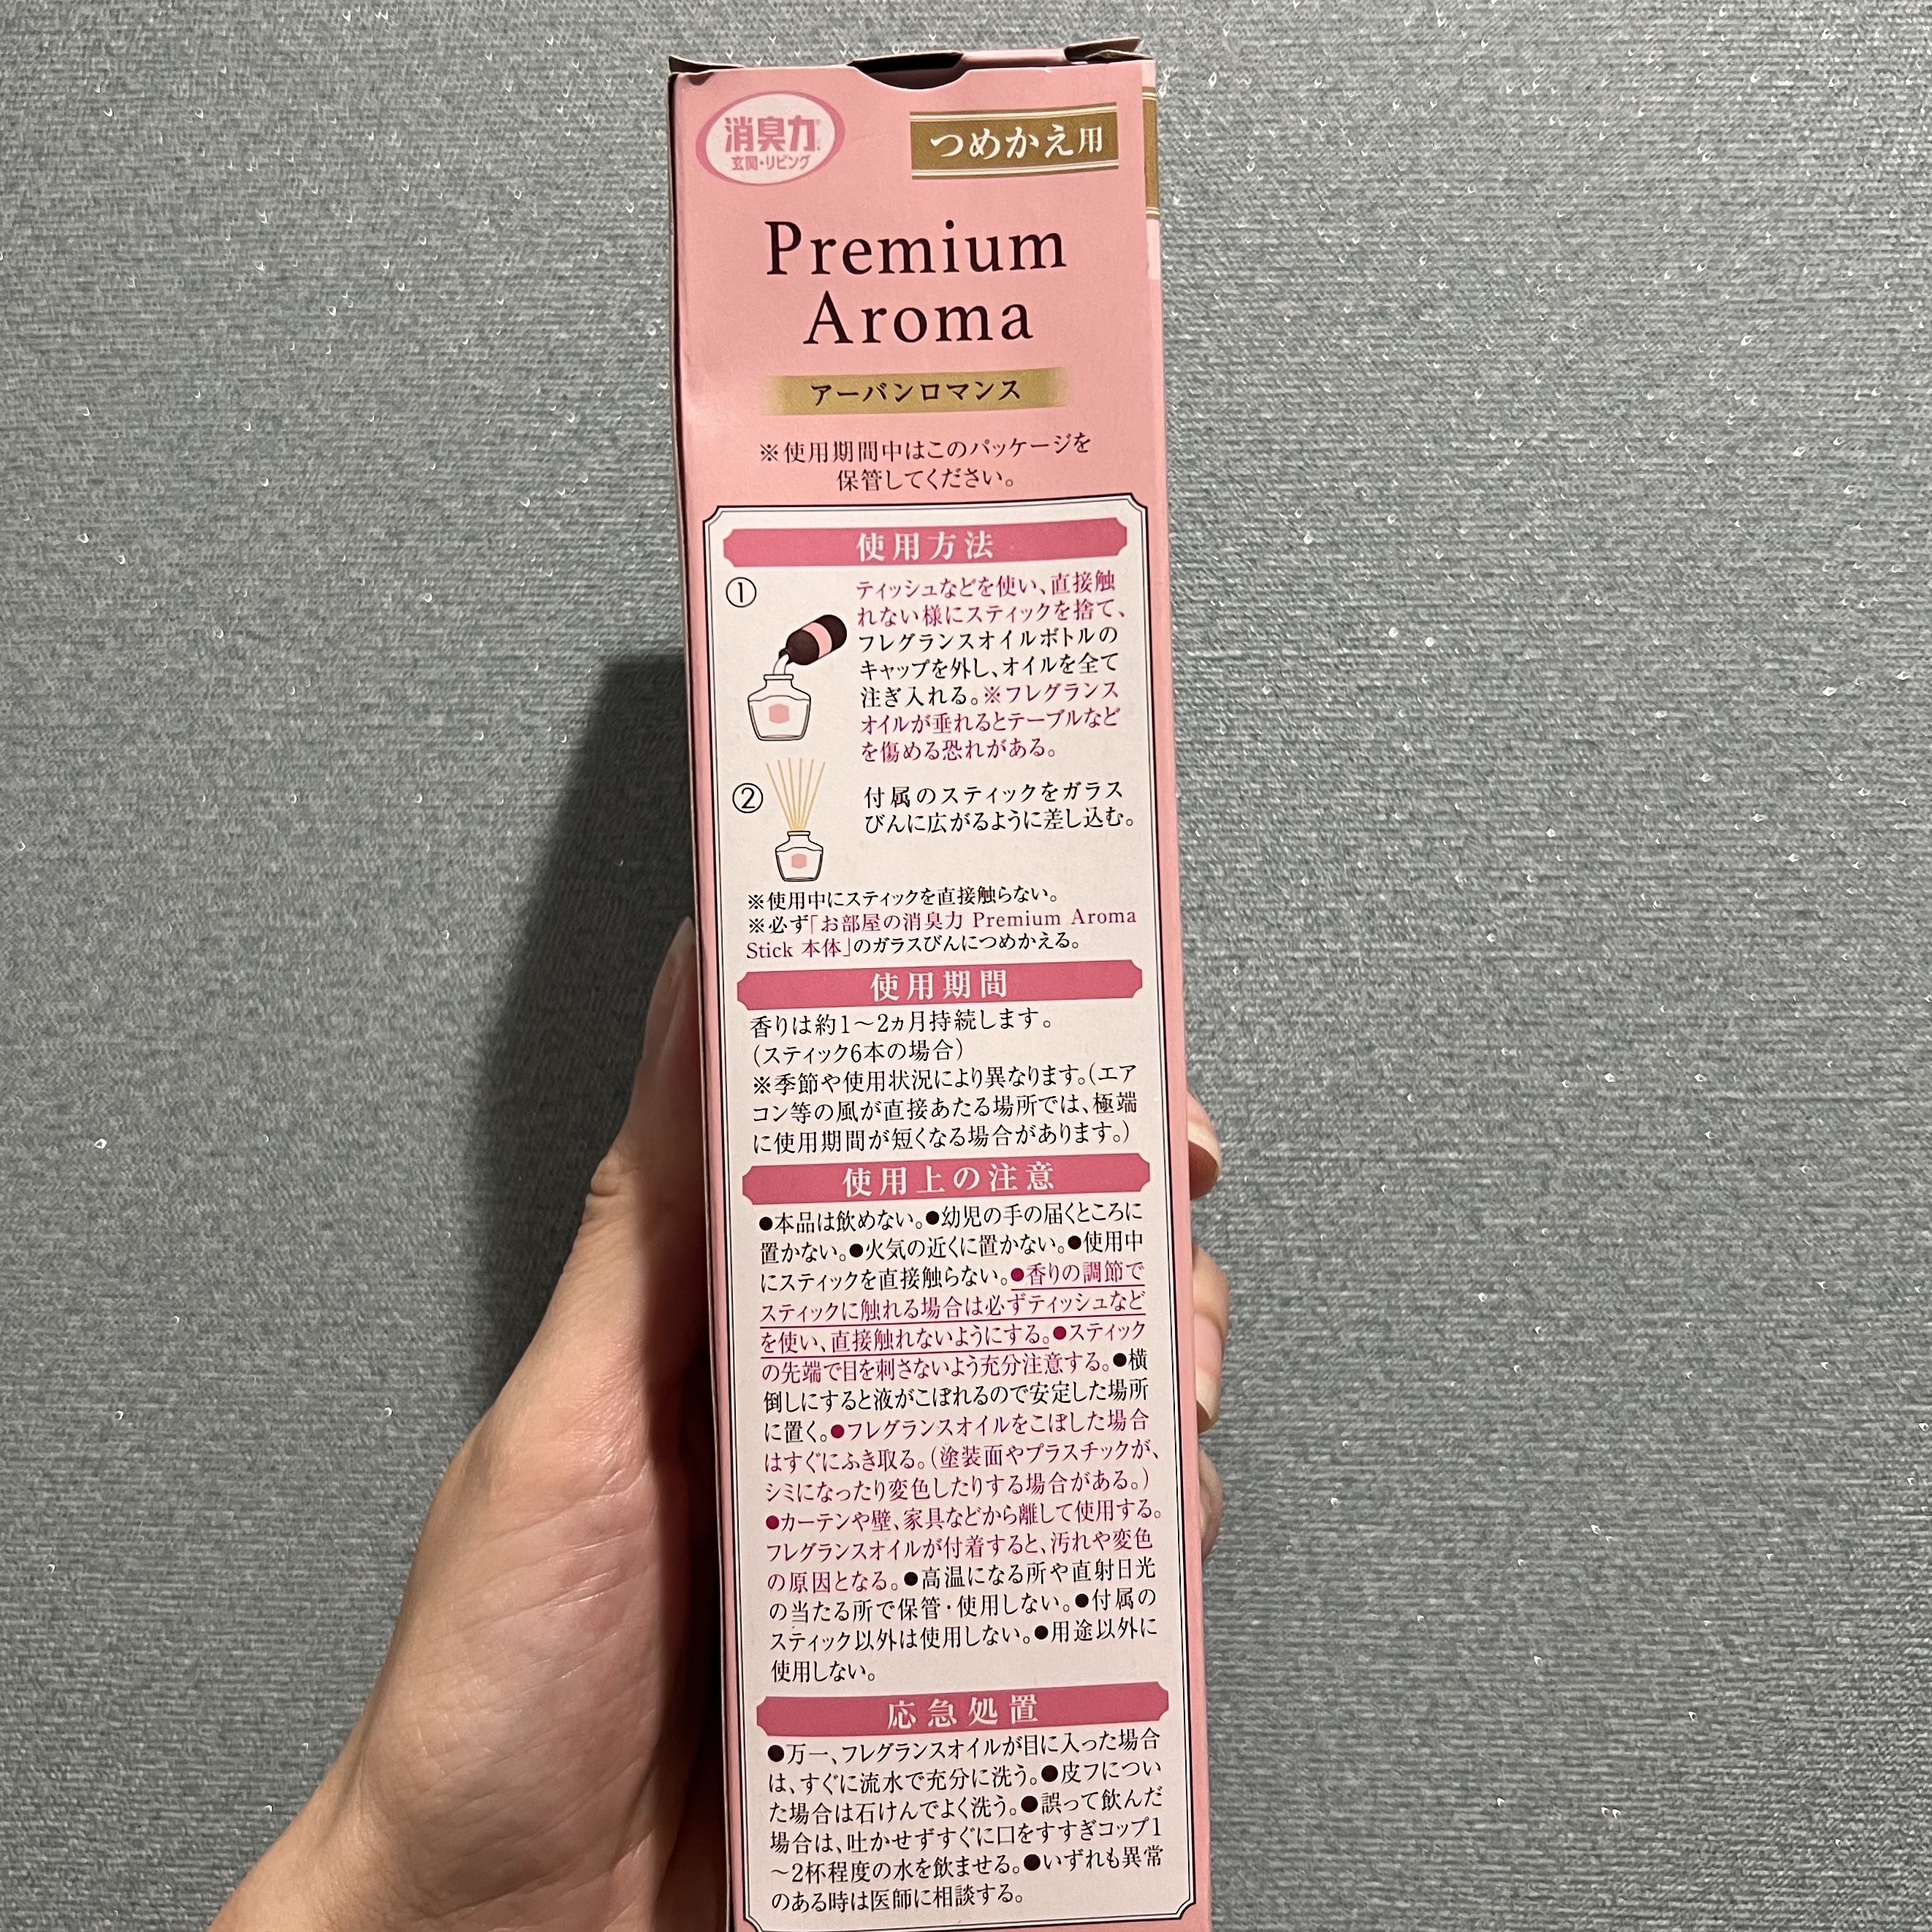 消臭力
玄関・リビング
つめかえ用
Premium
Aroma
アーバンロマンス
※使用期間中はこのパッケージを
保管してください。
使用方法
①
ティッシュなどを使い、直接触
れない様にスティックを捨て、
フレグランスオイルボトルの
キャップを外し、オイルを全て
注ぎ入れる。※フレグランス
オイルが垂れるとテーブルなど
を傷める恐れがある。
②
付属のスティックをガラス
びんに広がるように差し込む。
※使用中にスティックを直接触らない。
※必ず「お部屋の消臭力 Premium Aroma
Stick 本体」のガラスびんにつめかえる。
使用期間
香りは約1～2ヵ月持続します。
(スティック6本の場合)
※季節や使用状況により異なります。(エア
コン等の風が直接あたる場所では、極端
に使用期間が短くなる場合があります。)
使用上の注意
●本品は飲めない。●幼児の手の届くところに
置かない。●火気の近くに置かない。●使用中
にスティックを直接触らない。●香りの調節で
スティックに触れる場合は必ずティッシュなど
を使い、直接触れないようにする。●スティック
の先端で目を刺さないよう充分注意する。●横
倒しにすると液がこぼれるので安定した場所
に置く。●フレグランスオイルをこぼした場合
はすぐにふき取る。(塗装面やプラスチックが、
シミになったり変色したりする場合がある。)
●カーテンや壁、家具などから離して使用する。
フレグランスオイルが付着すると、汚れや変色
の原因となる。●高温になる所や直射日光
の当たる所で保管・使用しない。●付属の
スティック以外は使用しない。●用途以外に
使用しない。
応急処置
●万一、フレグランスオイルが目に入った場合
は、すぐに流水で充分に洗う。●皮フについ
た場合は石けんでよく洗う。●誤って飲んだ
場合は、吐かせずすぐに口をすすぎコップ1
～2杯程度の水を飲ませる。●いずれも異常
のある時は医師に相談する。